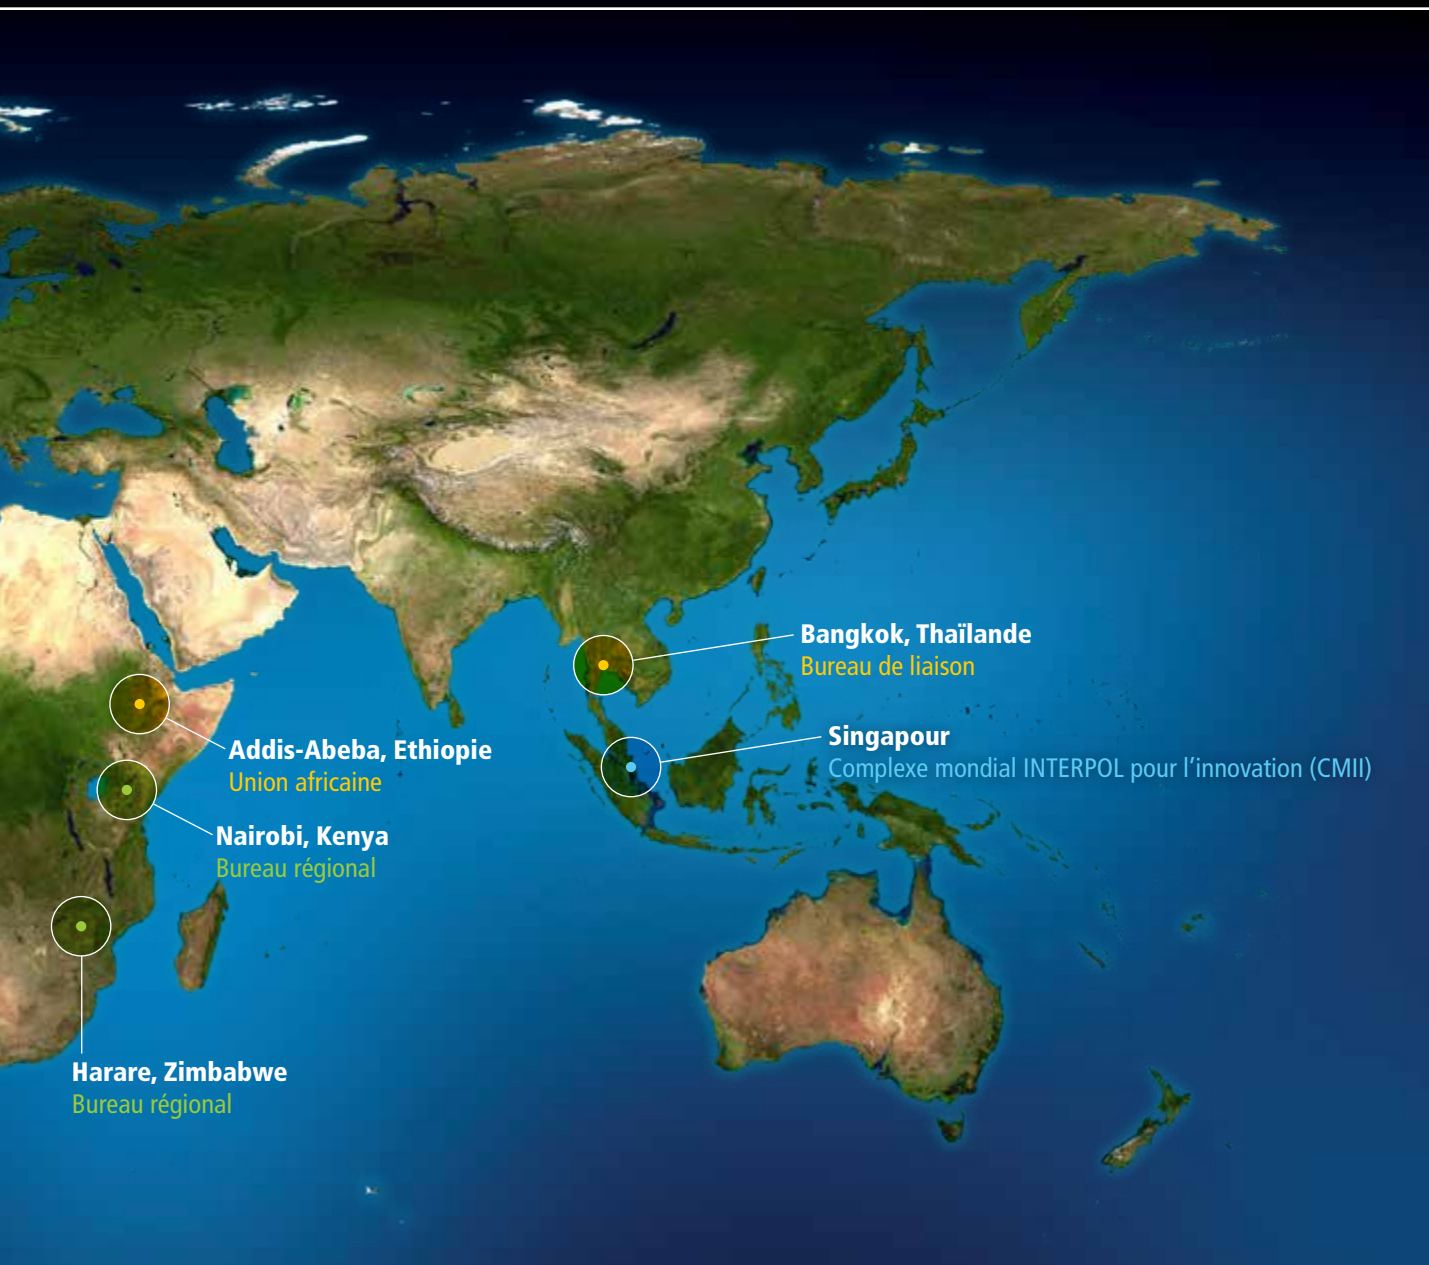 Bangkok, Thaïlande
Bureau de liaison
Singapour
Complexe mondial INTERPOL pour l'innovation (CMII)
Addis-Abeba, Ethiopie
Union africaine
Nairobi, Kenya
Bureau régional
Harare, Zimbabwe
Bureau régional